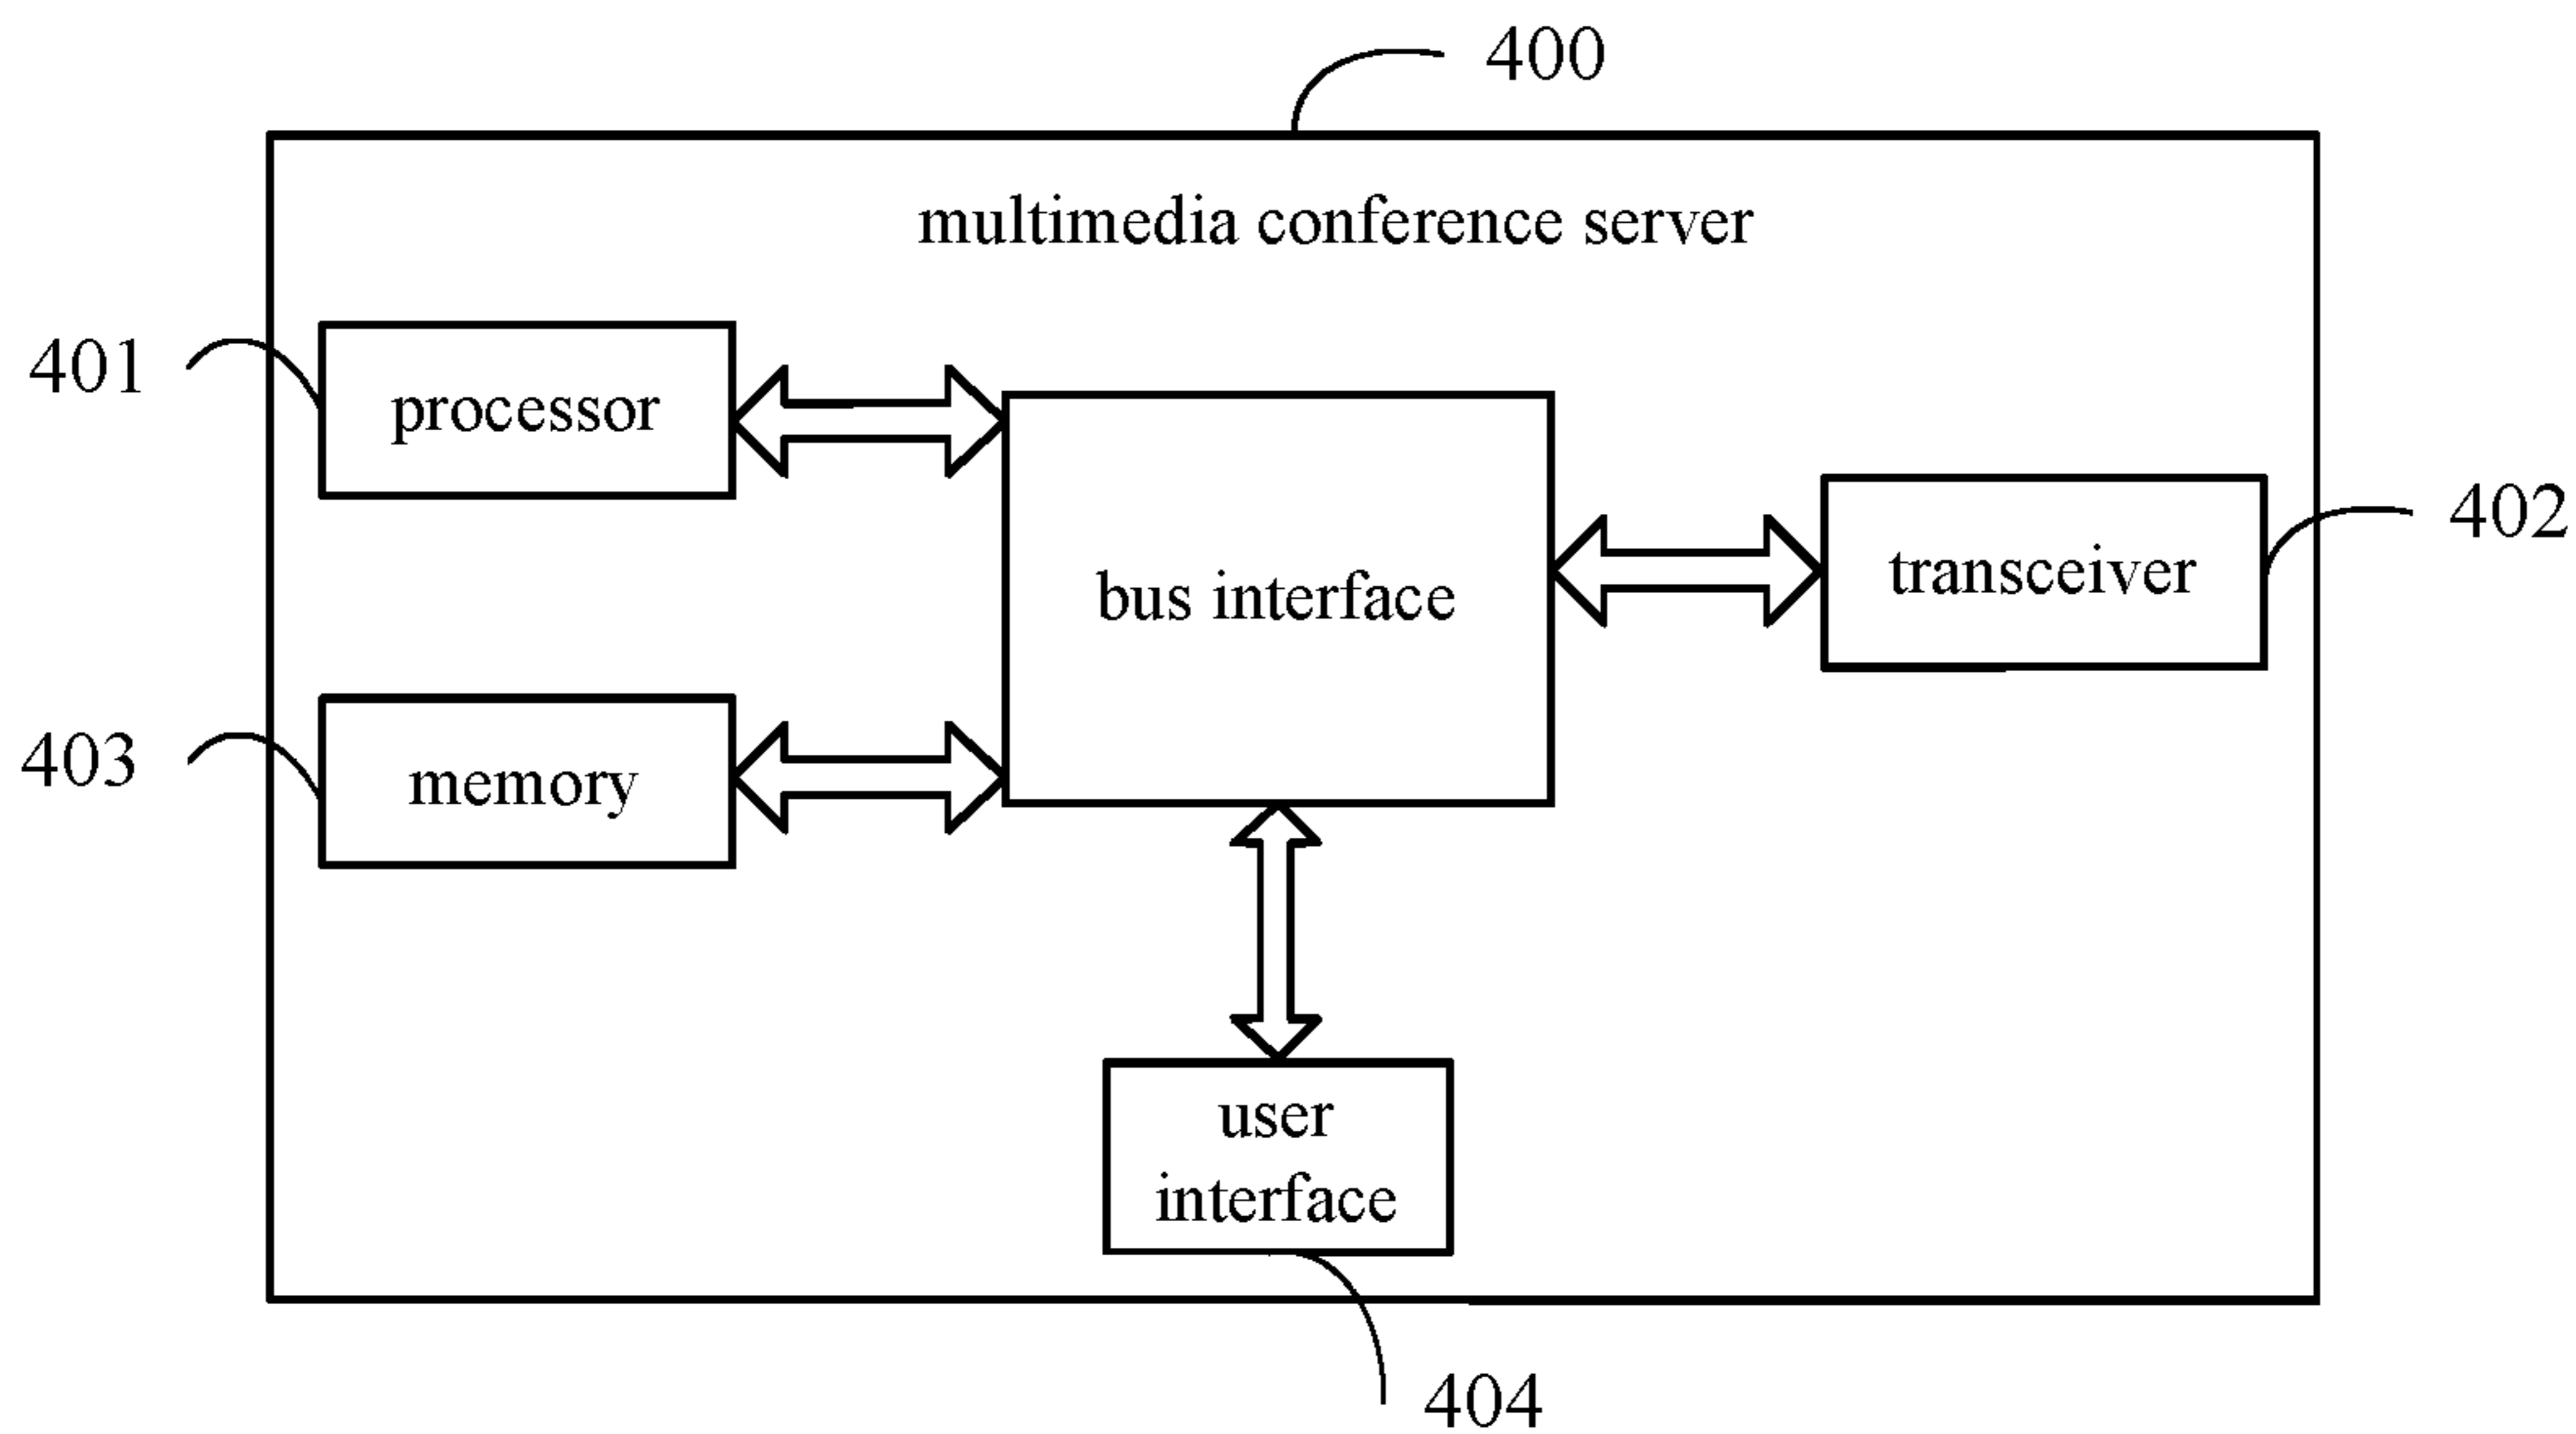 400
multimedia conference server
401
processor
bus interface
transceiver
402
403
memory
user
interface
404